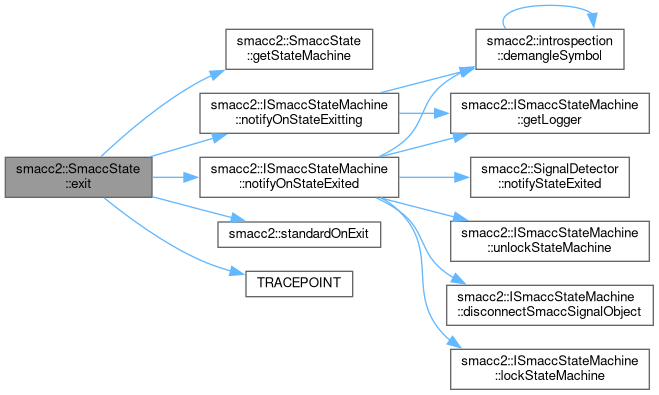 smacc2::SmaccState
::exit
smacc2::SmaccState
::getStateMachine
smacc2::ISmaccStateMachine
::notifyOnStateExitting
smacc2::ISmaccStateMachine
::notifyOnStateExited
smacc2::standardOnExit
TRACEPOINT
smacc2::introspection
::demangleSymbol
smacc2::ISmaccStateMachine
::getLogger
smacc2::SignalDetector
::notifyStateExited
smacc2::ISmaccStateMachine
::unlockStateMachine
smacc2::ISmaccStateMachine
::disconnectSmaccSignalObject
smacc2::ISmaccStateMachine
::lockStateMachine